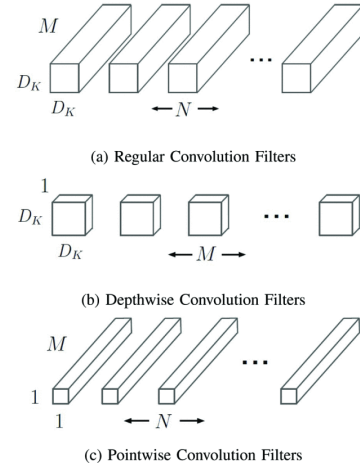 M
D_K
D_K
N
...
(a) Regular Convolution Filters
1
D_K
D_K
M
...
(b) Depthwise Convolution Filters
M
1
1
N
...
(c) Pointwise Convolution Filters